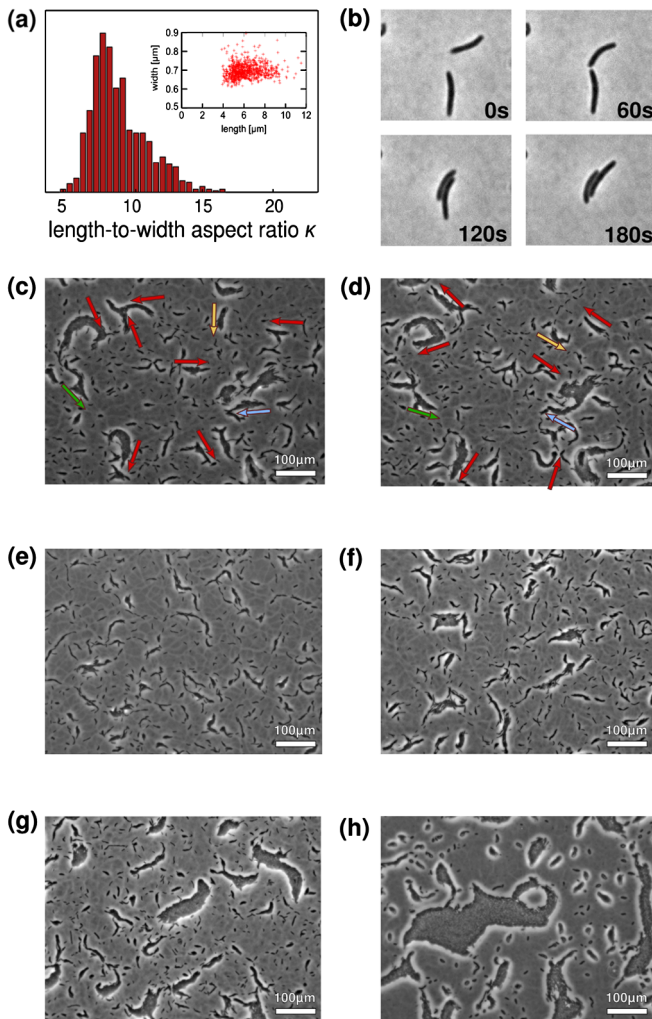 (a)
0.9
0.8
0.7
0.6
0.5
width [µm]
0 2 4 6 8 10 12
length [µm]
5 10 15 20
length-to-width aspect ratio κ
(b)
0s
60s
120s
180s
(c)
100µm
(d)
100µm
(e)
100µm
(f)
100µm
(g)
100µm
(h)
100µm